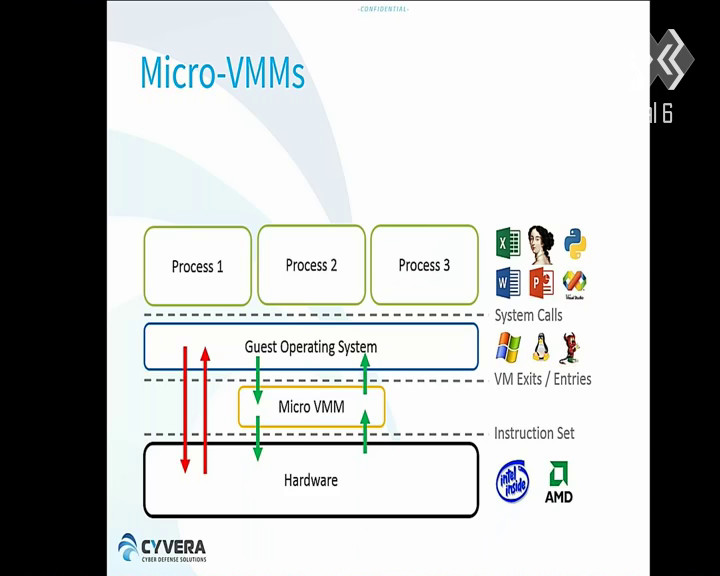 -CONFIDENTIAL-
Micro-VMMs
al 6
Process 1
Process 2
Process 3
System Calls
Guest Operating System
VM Exits / Entries
Micro VMM
Instruction Set
Hardware
intel inside
AMD
CYVERA
CYBER DEFENSE SOLUTIONS